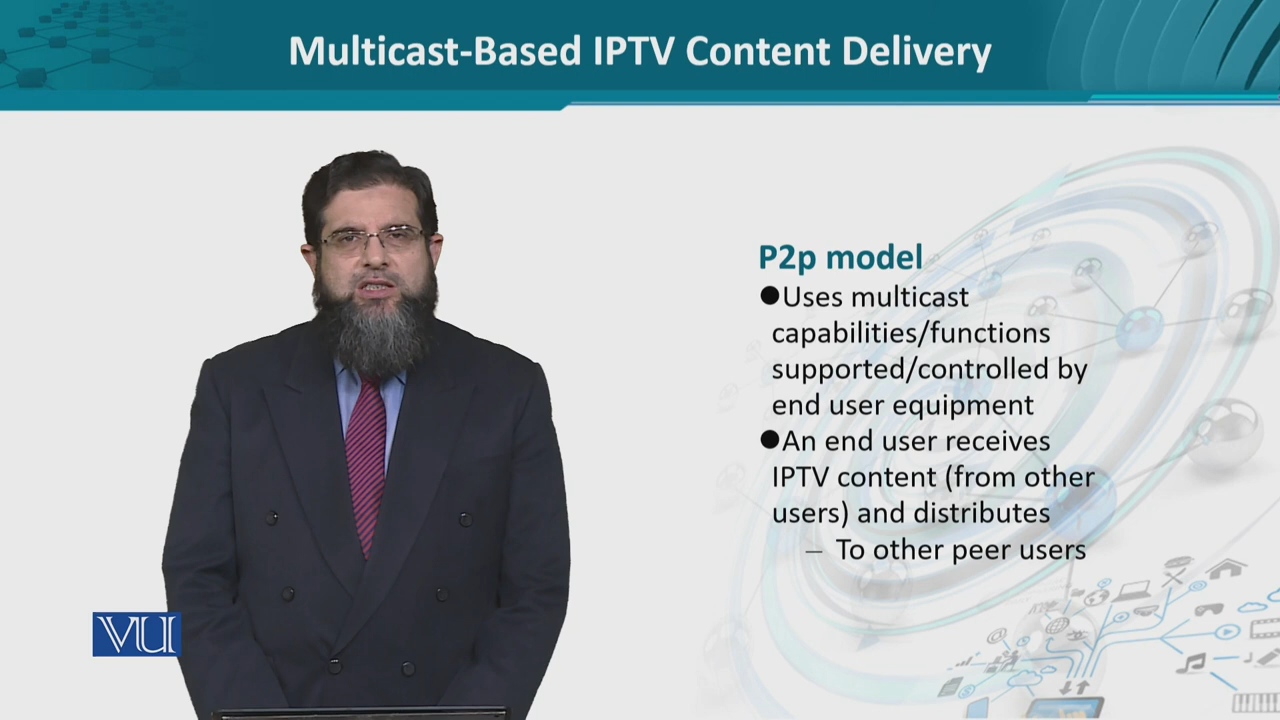 Multicast-Based IPTV Content Delivery
P2p model
●Uses multicast
capabilities/functions
supported/controlled by
end user equipment
●An end user receives
IPTV content (from other
users) and distributes
– To other peer users
VU